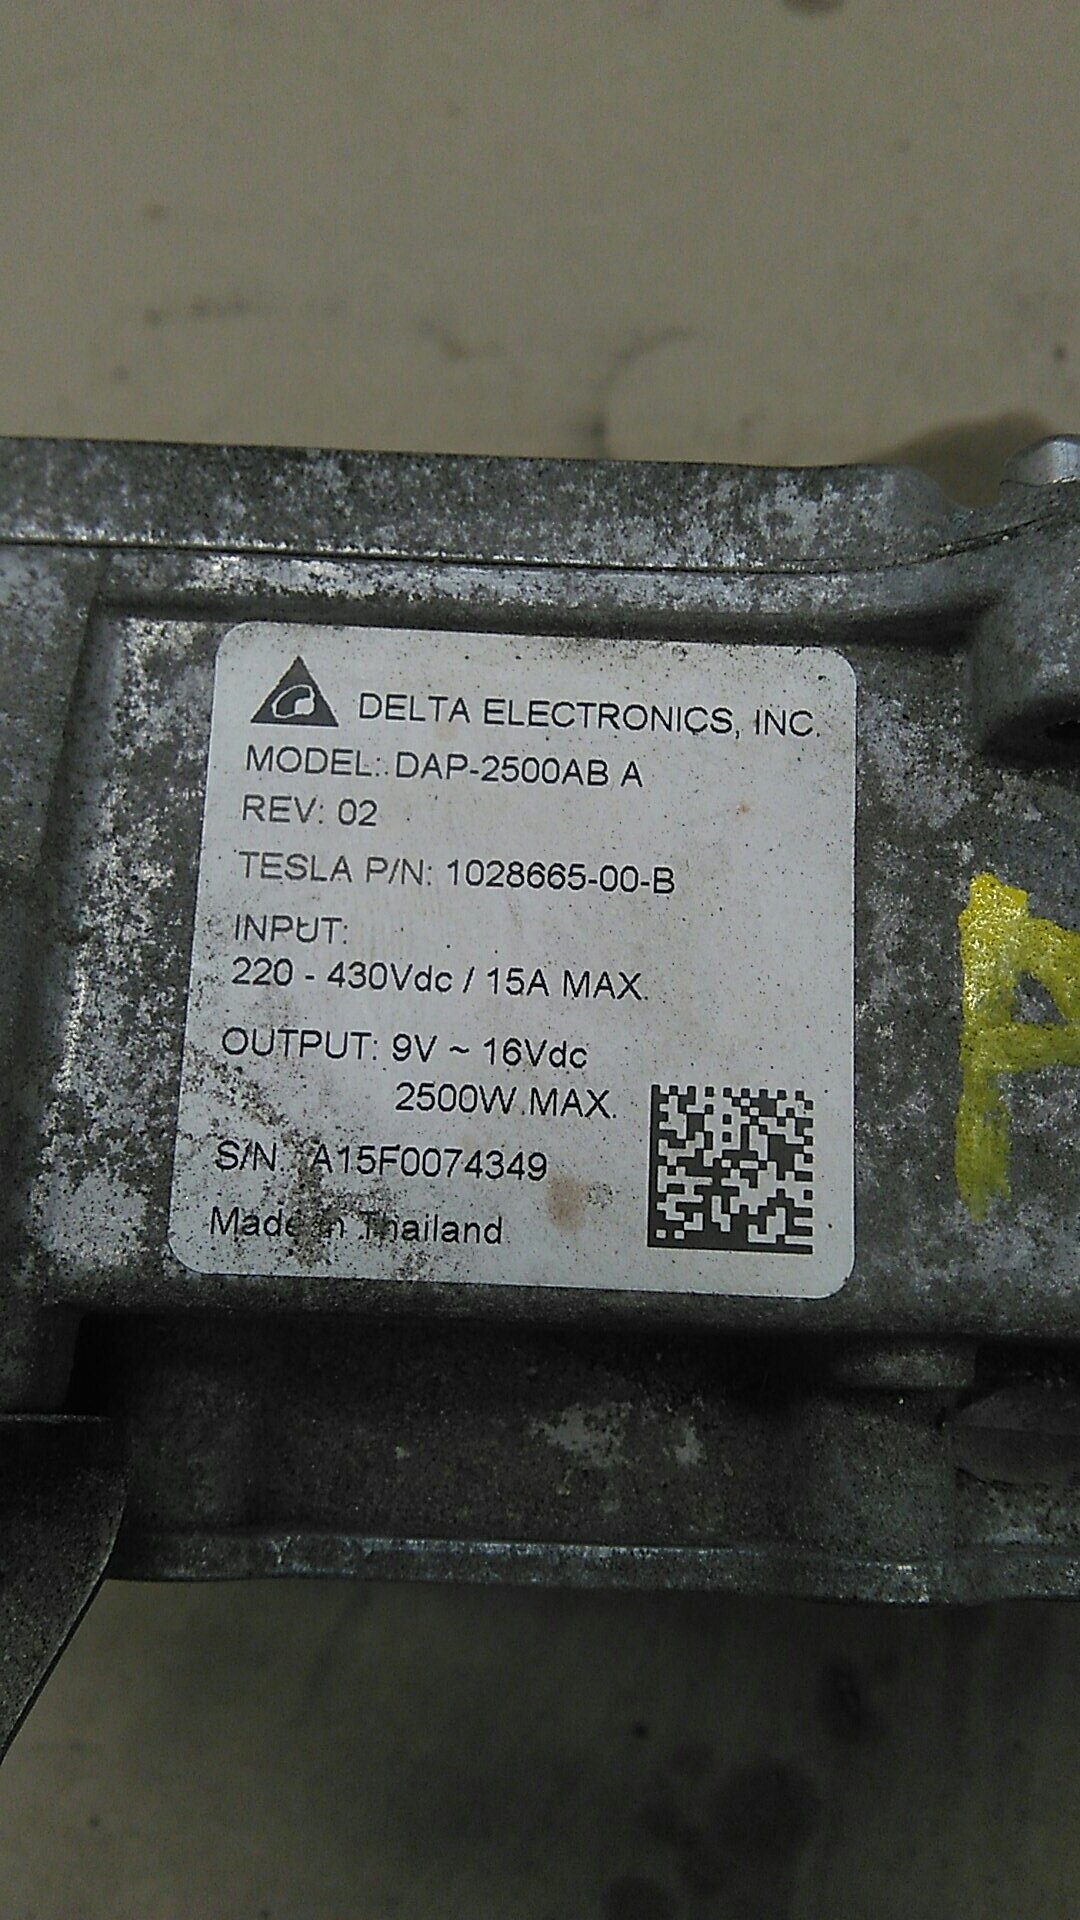 DELTA ELECTRONICS, INC.
MODEL: DAP-2500AB A
REV: 02
TESLA P/N: 1028665-00-B
INPUT:
220 - 430Vdc / 15A MAX.
OUTPUT: 9V ~ 16Vdc
2500W MAX.
S/N: A15F0074349
Made in Thailand